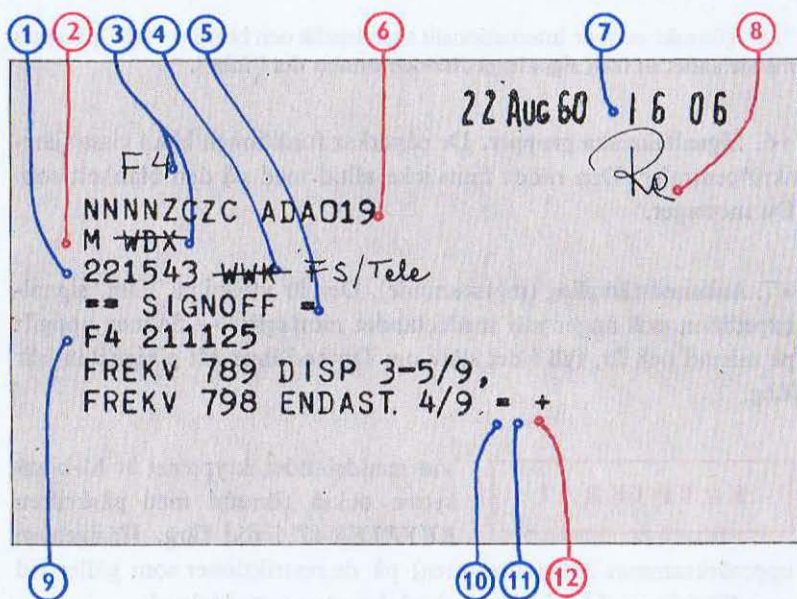 1 2 3 4 5 6 7 8
22 Aug 60 16 06
F4
Re
NNNNZCZC ADA019
M WDX
221543 WWK FS/Tele
== SIGNOFF =
F4 211125
FREKV 789 DISP 3-5/9,
FREKV 798 ENDAST. 4/9 = +
9 10 11 12